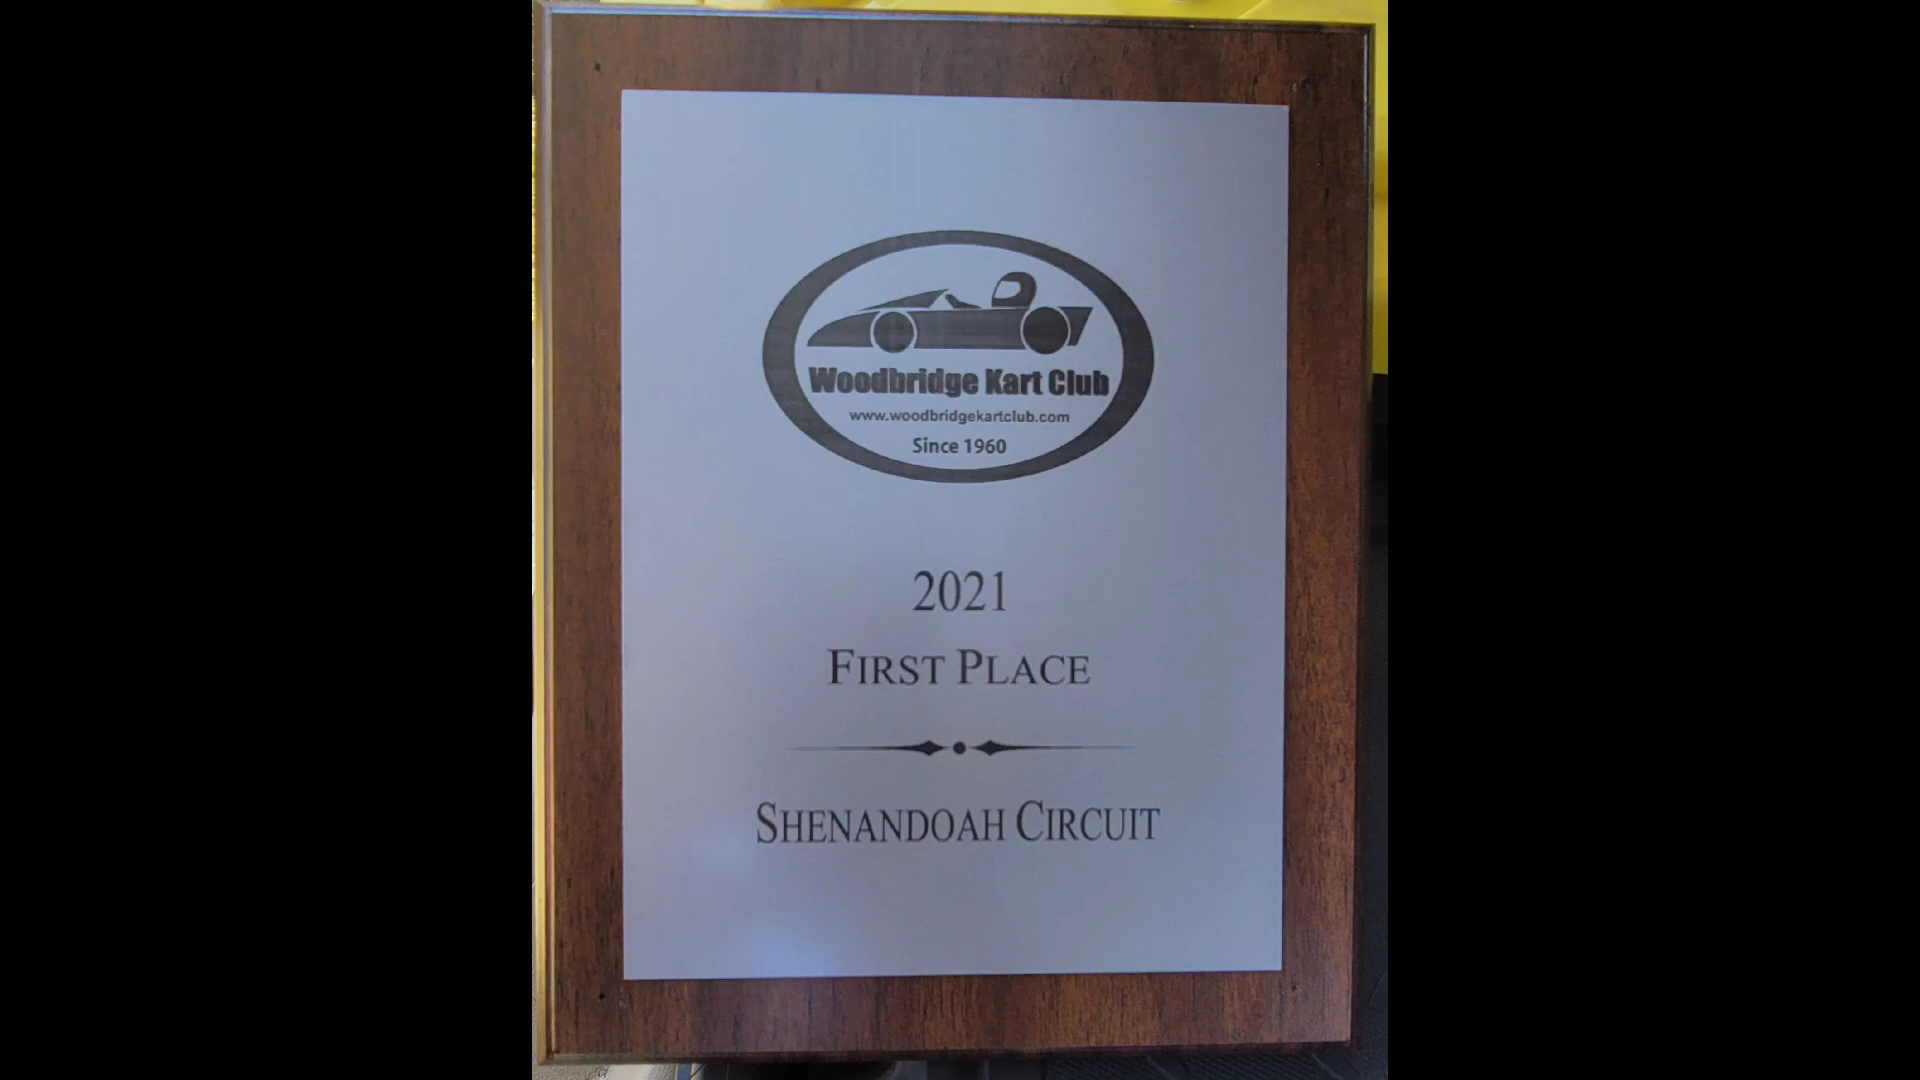 Woodbridge Kart Club
www.woodbridgekartclub.com
Since 1960
2021
FIRST PLACE
SHENANDOAH CIRCUIT